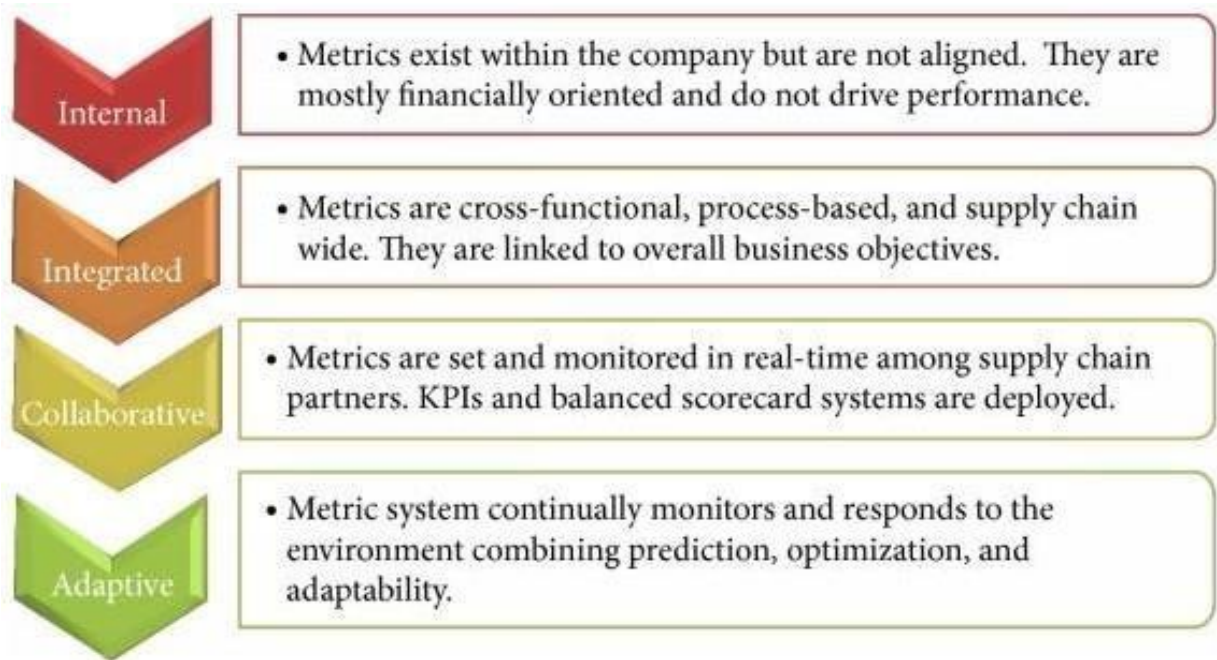 Internal
• Metrics exist within the company but are not aligned. They are
mostly financially oriented and do not drive performance.
Integrated
• Metrics are cross-functional, process-based, and supply chain
wide. They are linked to overall business objectives.
Collaborative
• Metrics are set and monitored in real-time among supply chain
partners. KPIs and balanced scorecard systems are deployed.
Adaptive
• Metric system continually monitors and responds to the
environment combining prediction, optimization, and
adaptability.